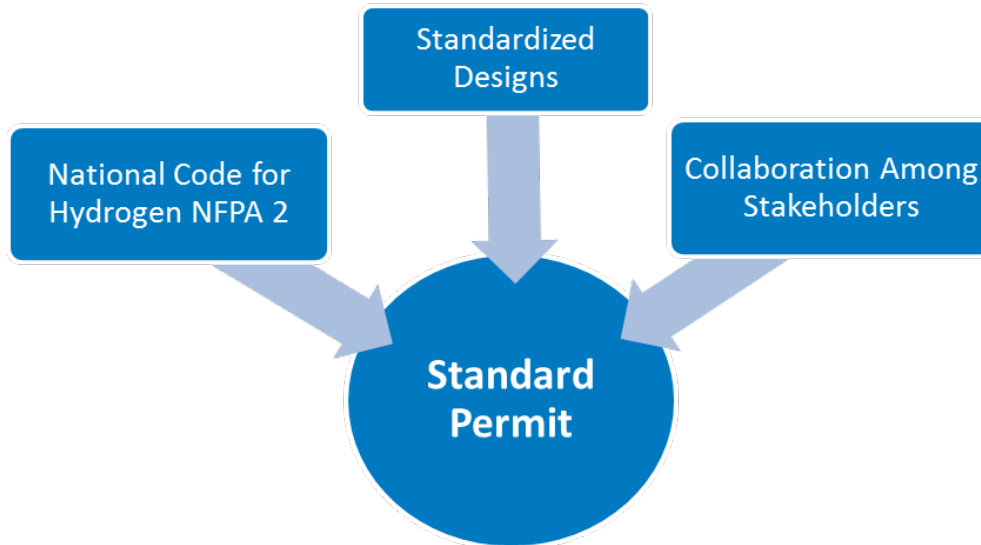 Standardized
Designs
National Code for
Hydrogen NFPA 2
Collaboration Among
Stakeholders
Standard
Permit